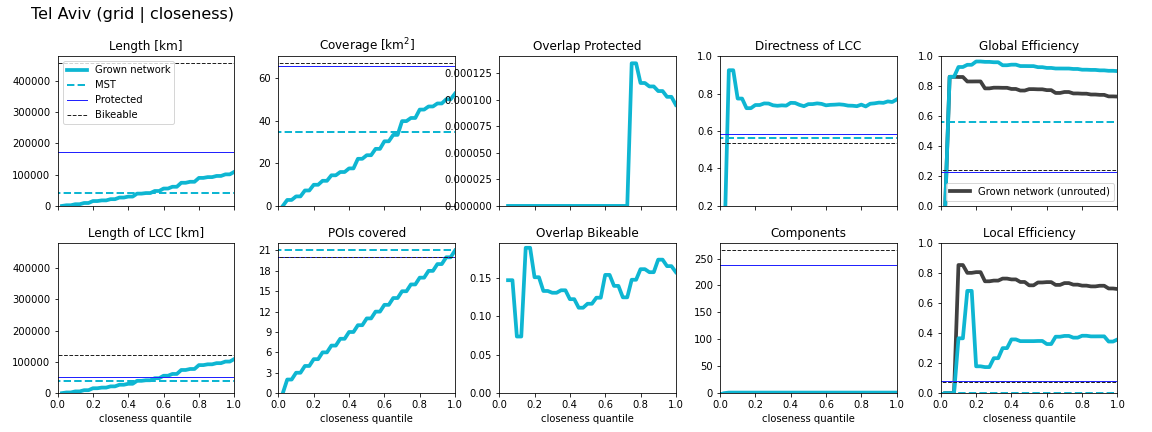 Tel Aviv (grid | closeness)
Length [km]
Coverage [km²]
Overlap Protected
Directness of LCC
Global Efficiency
400000
300000
200000
100000
0
Grown network
MST
Protected
Bikeable
60
40
20
0
0.000125
0.000100
0.000075
0.000050
0.000025
0.000000
1.0
0.8
0.6
0.4
0.2
1.0
0.8
0.6
0.4
0.2
0.0
Grown network (unrouted)
Length of LCC [km]
POIs covered
Overlap Bikeable
Components
Local Efficiency
400000
300000
200000
100000
0
21
18
15
12
9
6
3
0
0.15
0.10
0.05
0.00
250
200
150
100
50
0
1.0
0.8
0.6
0.4
0.2
0.0
0.0 0.2 0.4 0.6 0.8 1.0
0.0 0.2 0.4 0.6 0.8 1.0
0.0 0.2 0.4 0.6 0.8 1.0
0.0 0.2 0.4 0.6 0.8 1.0
0.0 0.2 0.4 0.6 0.8 1.0
closeness quantile
closeness quantile
closeness quantile
closeness quantile
closeness quantile